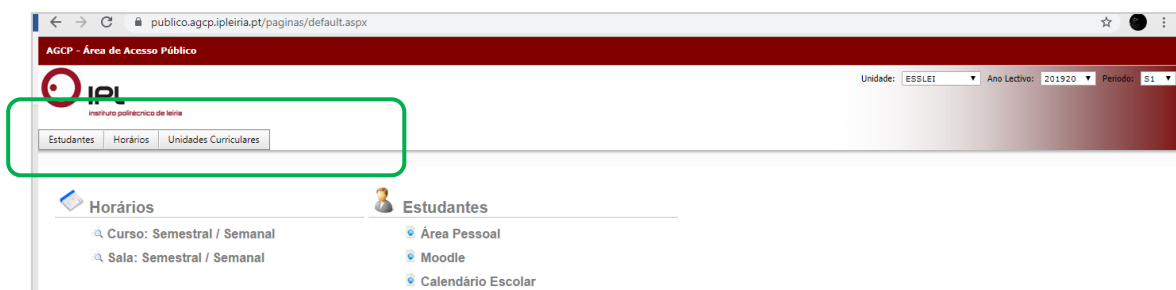 publico.agcp.ipleiria.pt/paginas/default.aspx
AGCP - Área de Acesso Público
IPL
instituto politécnico de leiria
Unidade: ESSLEI Ano Lectivo: 201920 Periodo: S1
Estudantes Horários Unidades Curriculares
Horários
Curso: Semestral / Semanal
Sala: Semestral / Semanal
Estudantes
Área Pessoal
Moodle
Calendário Escolar